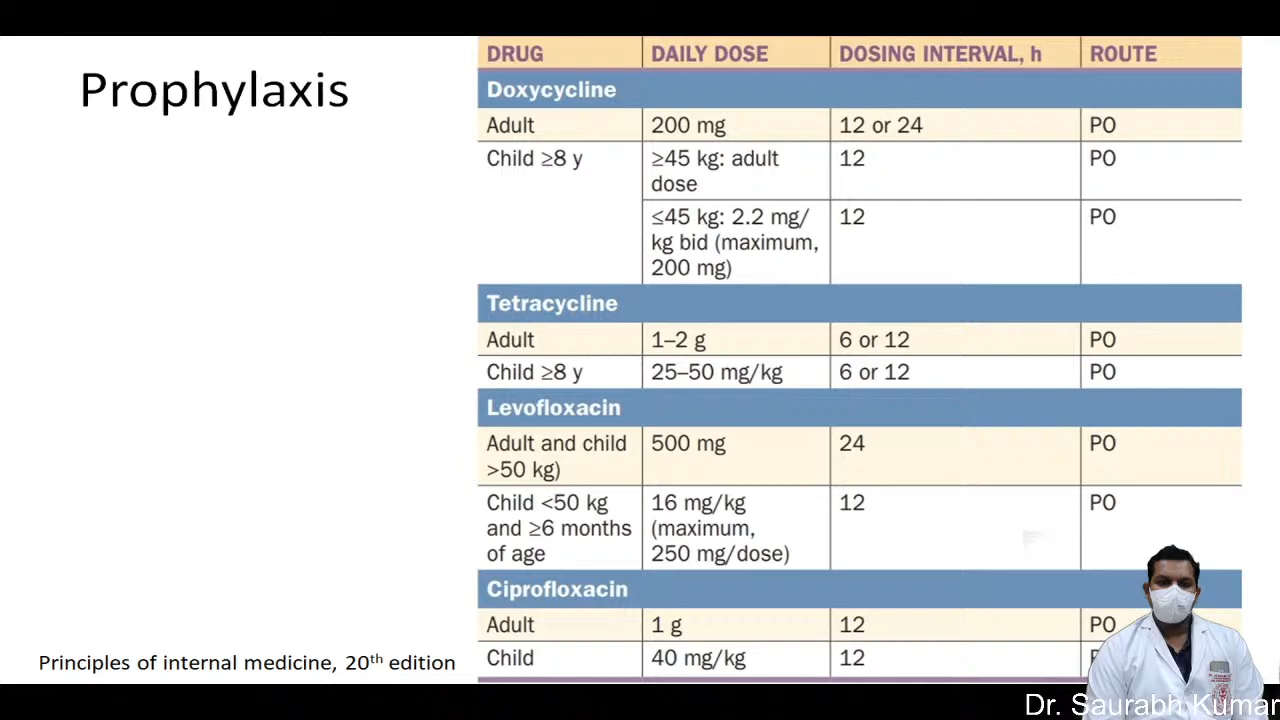 Prophylaxis
DRUG DAILY DOSE DOSING INTERVAL, h ROUTE
Doxycycline
Adult 200 mg 12 or 24 PO
Child ≥8 y ≥45 kg: adult 12 PO
dose
≤45 kg: 2.2 mg/ 12 PO
kg bid (maximum,
200 mg)
Tetracycline
Adult 1–2 g 6 or 12 PO
Child ≥8 y 25–50 mg/kg 6 or 12 PO
Levofloxacin
Adult and child 500 mg 24 PO
>50 kg)
Child <50 kg 16 mg/kg 12 PO
and ≥6 months (maximum,
of age 250 mg/dose)
Ciprofloxacin
Adult 1 g 12 PO
Child 40 mg/kg 12
Principles of internal medicine, 20th edition
Dr. Saurabh Kumar